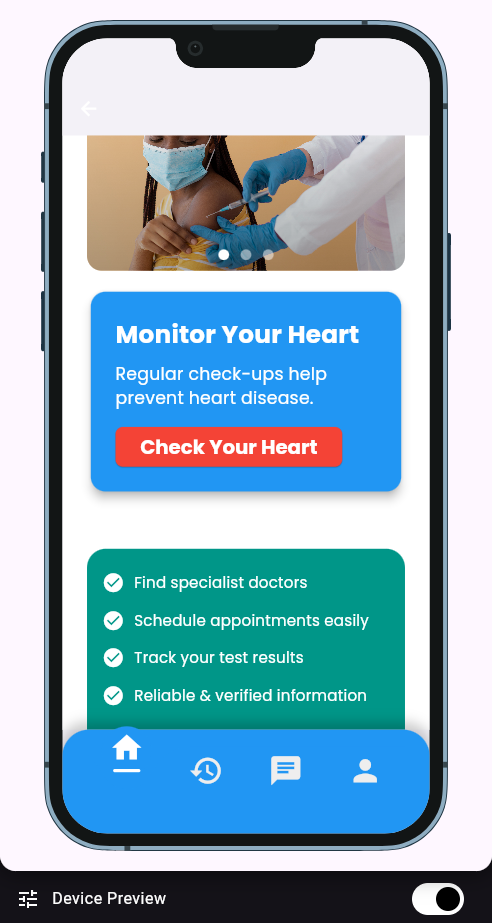 Monitor Your Heart
Regular check-ups help
prevent heart disease.
Check Your Heart
Find specialist doctors
Schedule appointments easily
Track your test results
Reliable & verified information
Device Preview